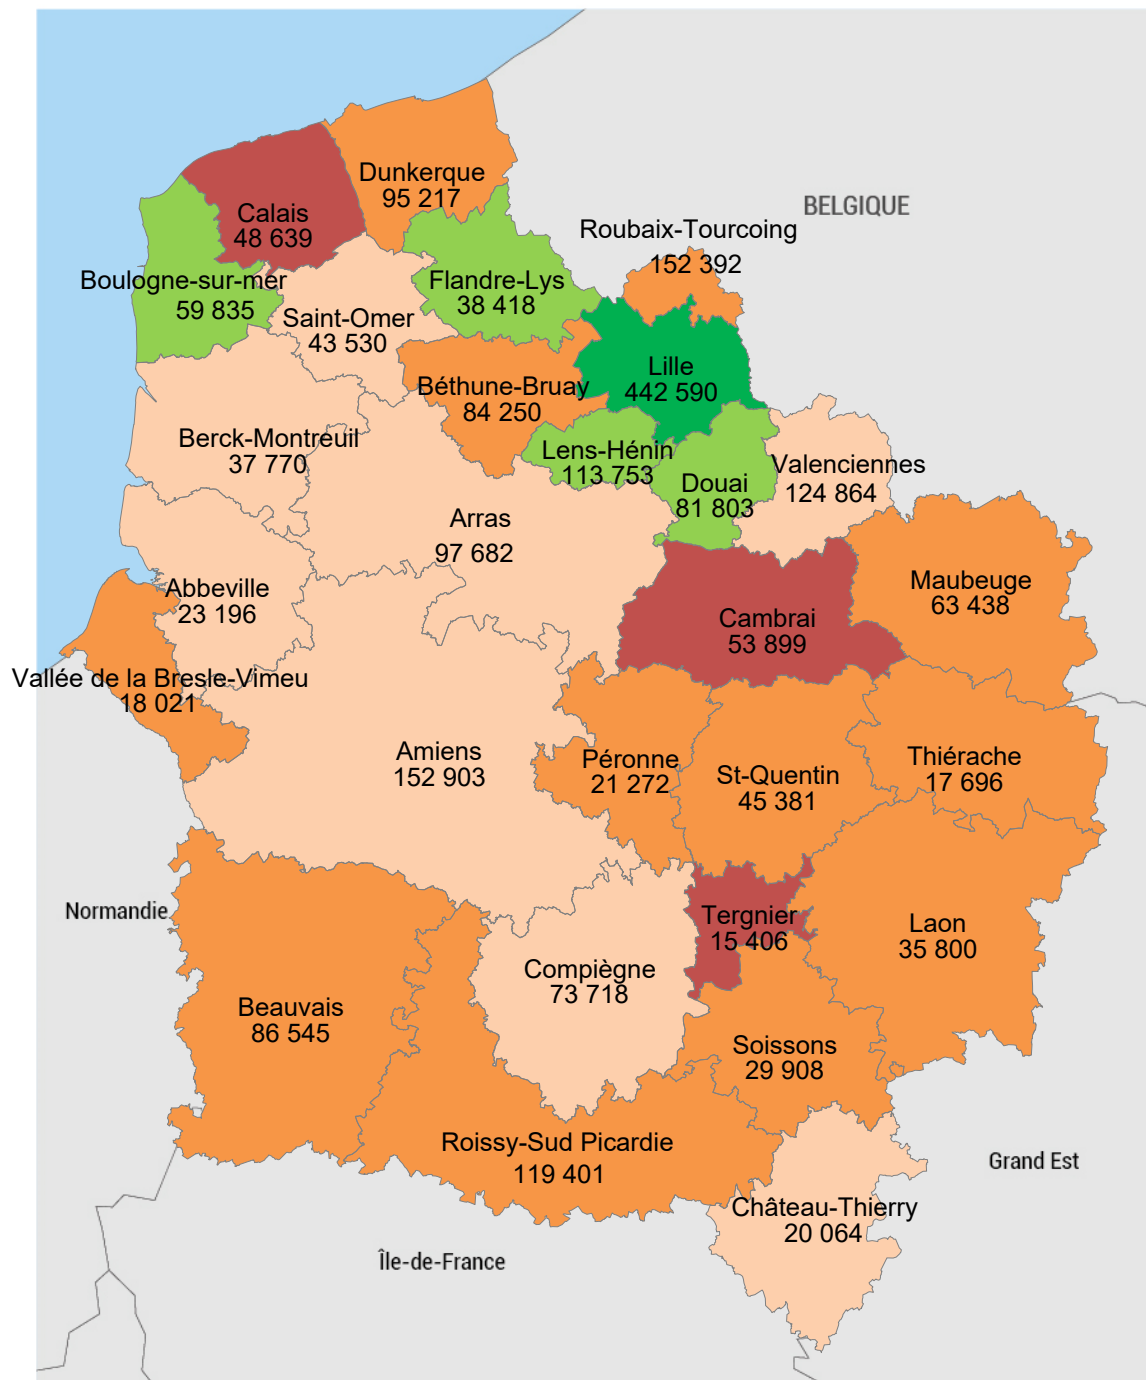 Dunkerque
95 217
BELGIQUE
Calais
48 639
Roubaix-Tourcoing
152 392
Boulogne-sur-mer
59 835
Flandre-Lys
38 418
Saint-Omer
43 530
Lille
442 590
Béthune-Bruay
84 250
Berck-Montreuil
37 770
Lens-Hénin
113 753
Douai
81 803
Valenciennes
124 864
Arras
97 682
Abbeville
23 196
Maubeuge
63 438
Cambrai
53 899
Vallée de la Bresle-Vimeu
18 021
Amiens
152 903
Péronne
21 272
St-Quentin
45 381
Thiérache
17 696
Normandie
Tergnier
15 406
Laon
35 800
Compiègne
73 718
Beauvais
86 545
Soissons
29 908
Roissy-Sud Picardie
119 401
Grand Est
Château-Thierry
20 064
Île-de-France